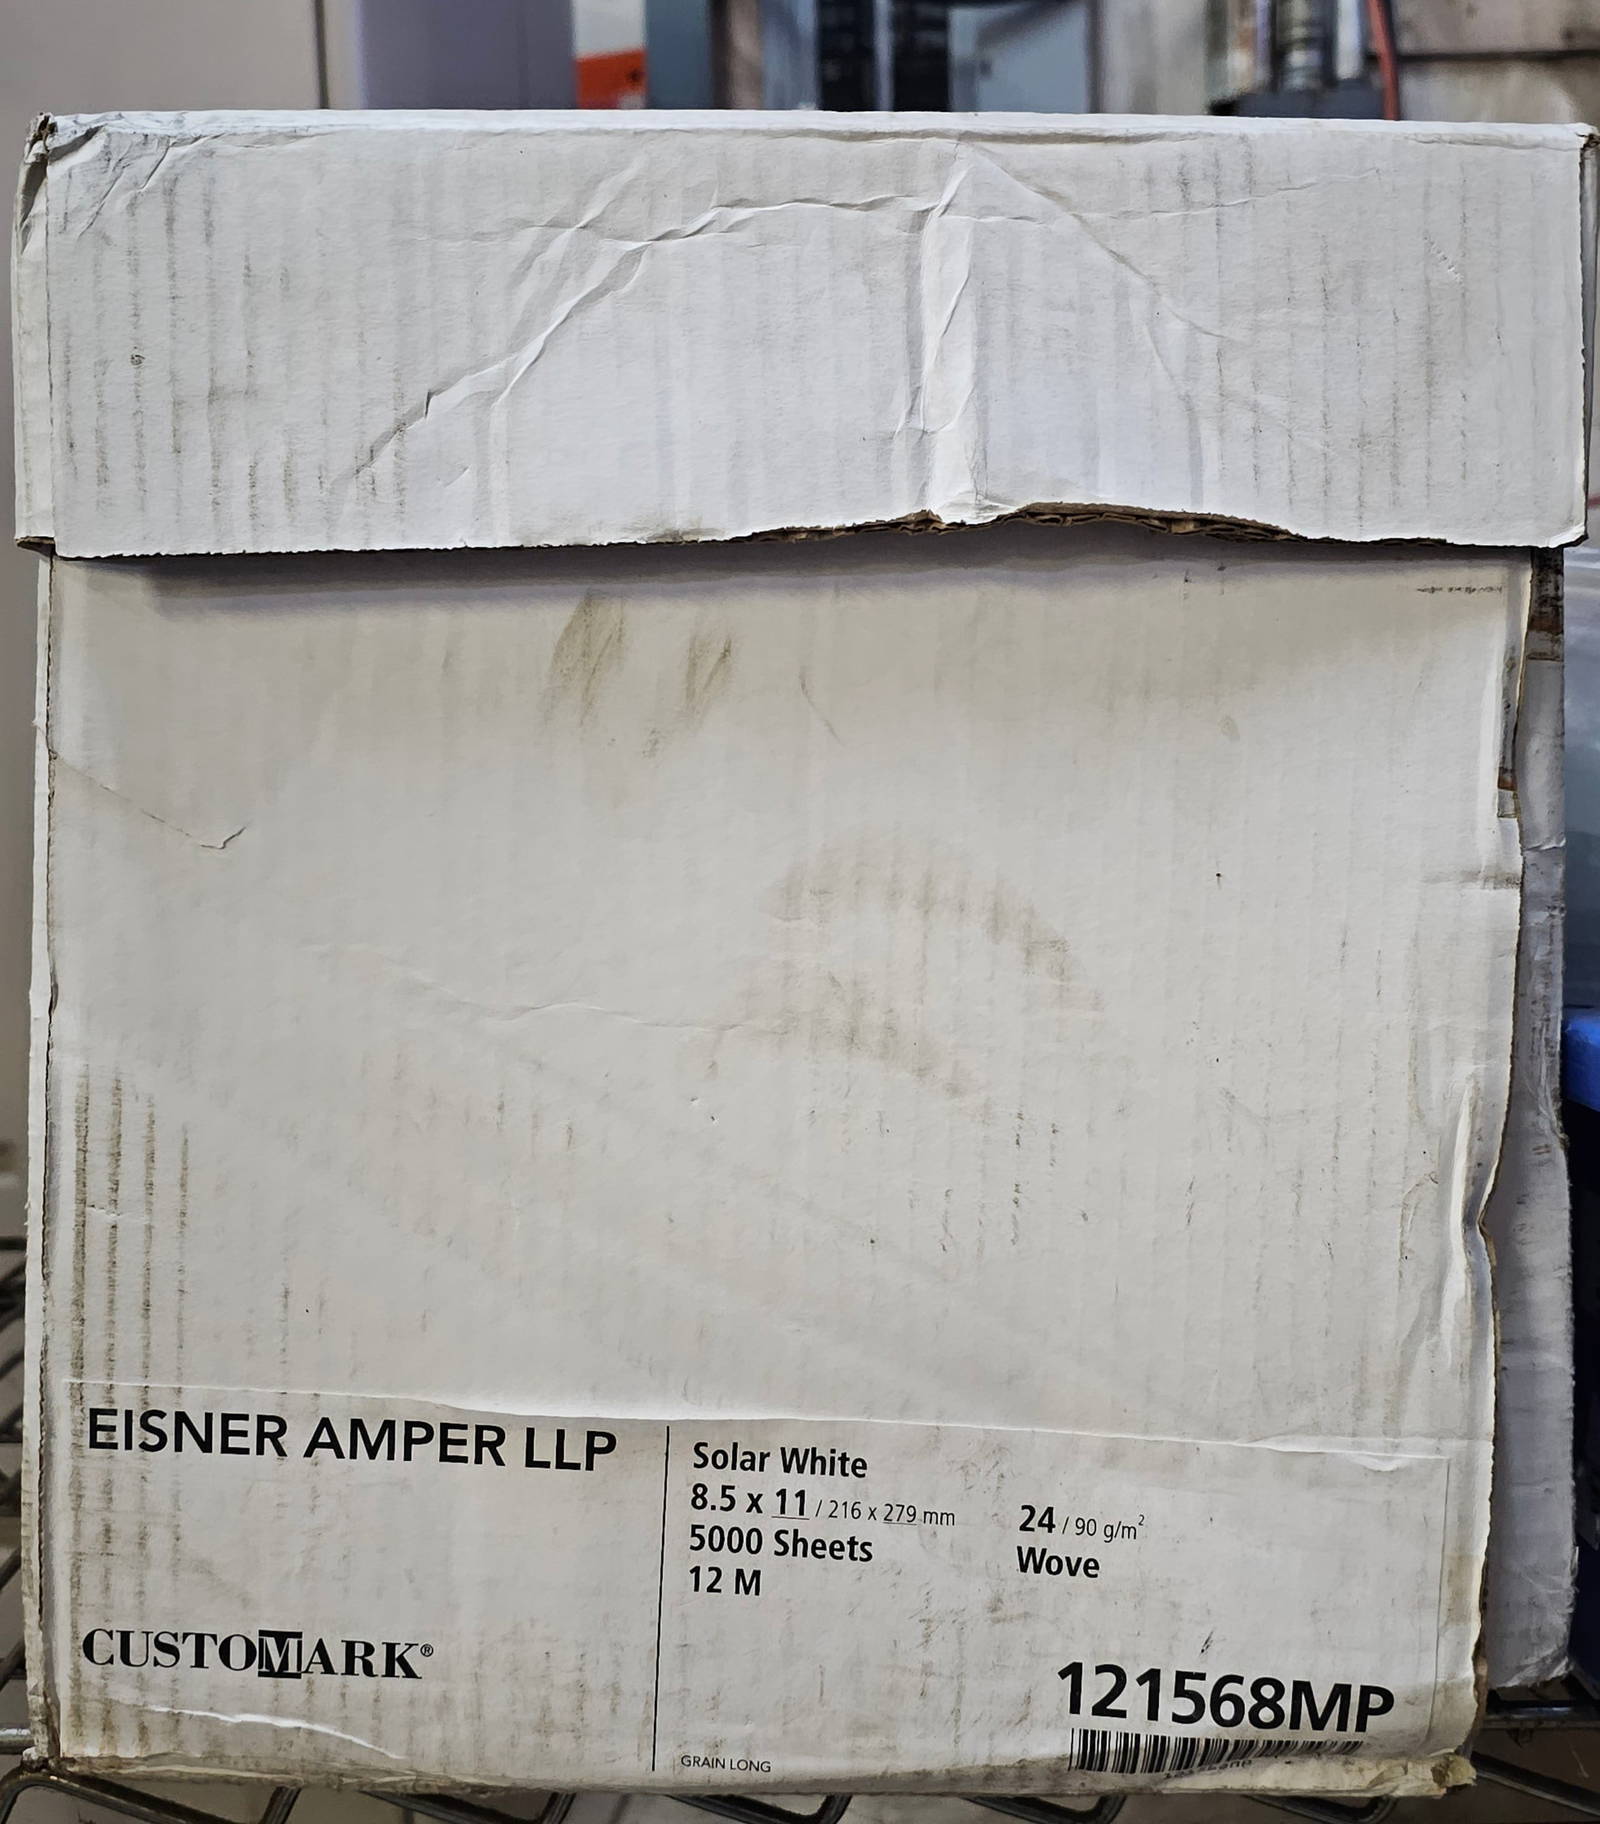 EISNER AMPER LLP
Solar White
8.5 x 11 / 216 x 279 mm
5000 Sheets
12 M
24 / 90 g/m²
Wove
CUSTOMARK®
121568MP
GRAIN LONG